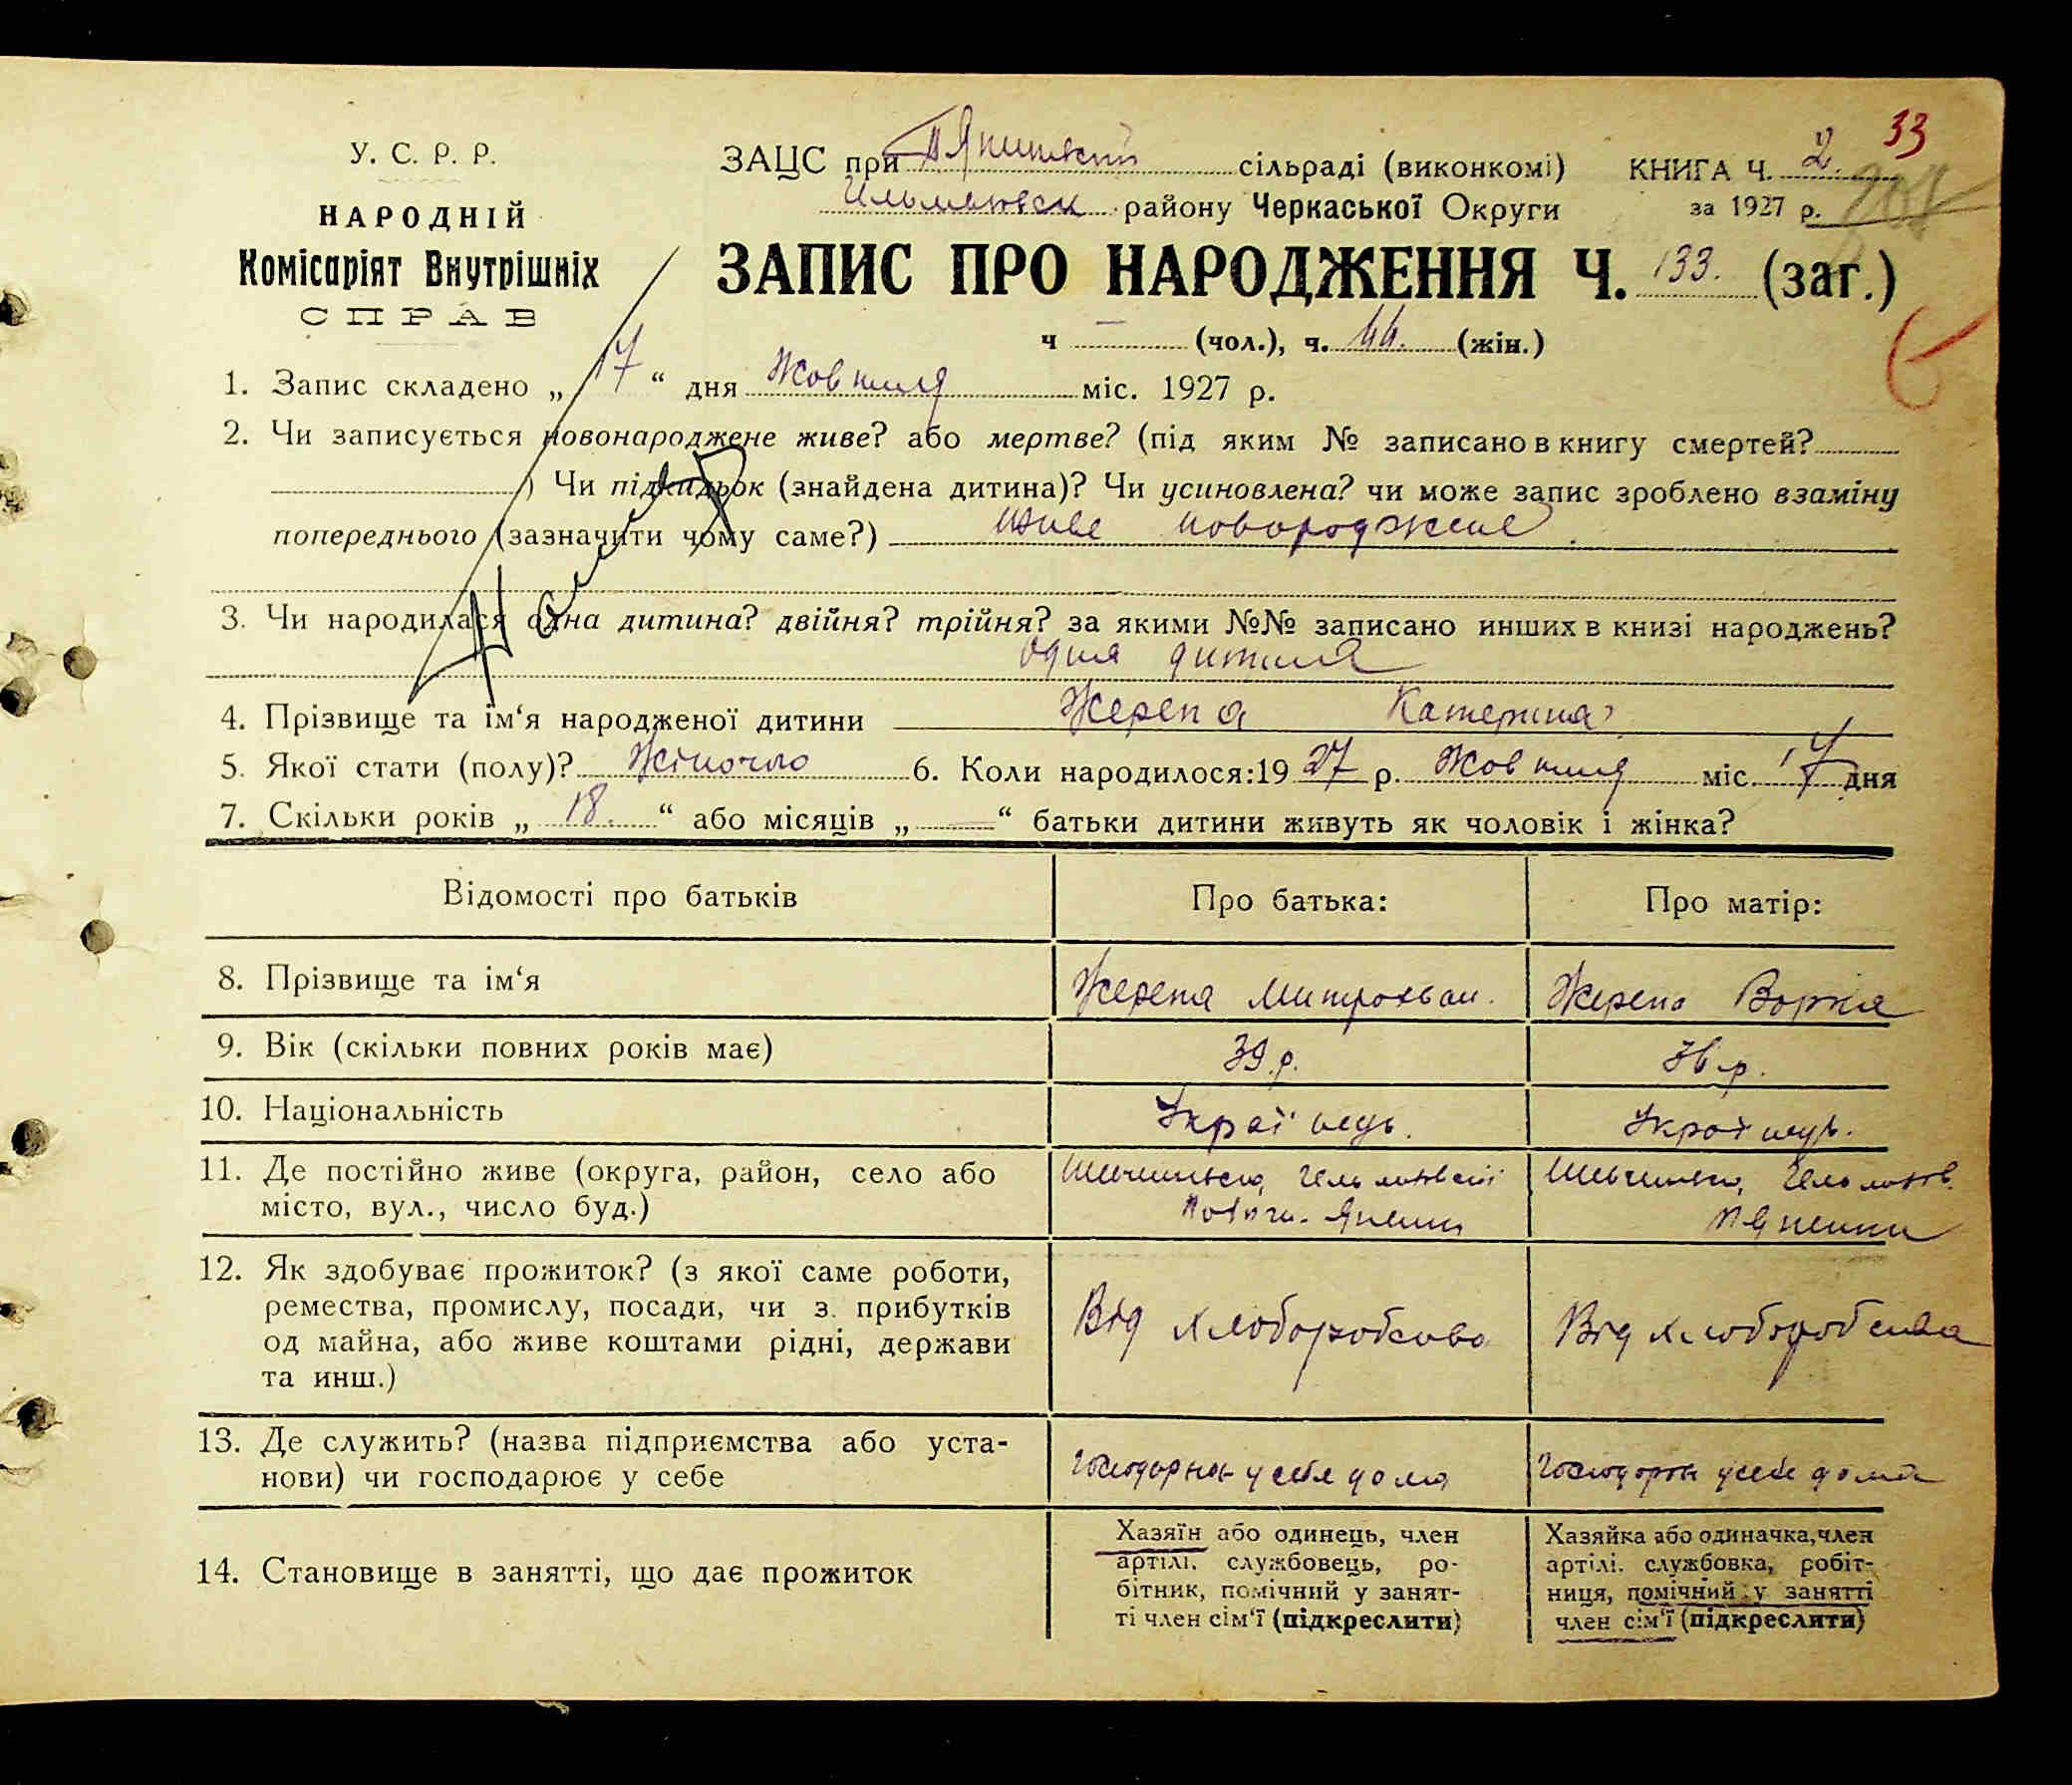 33
У. С. Р. Р.
НАРОДНІЙ
Комісаріят Внутрішніх
СПРАВ
ЗАЦС при сільраді (виконкомі) КНИГА Ч. 2.
району Черкаської Округи за 1927 р.
ЗАПИС ПРО НАРОДЖЕННЯ Ч. 133. (заг.)
ч — (чол.), ч. 44. (жін.)
1. Запис складено „ 17 “ дня Жовтня міс. 1927 р.
2. Чи записується новонароджене живе? або мертве? (під яким № записано в книгу смертей?
) Чи підкидьок (знайдена дитина)? Чи усиновлена? чи може запис зроблено взаміну
попереднього (зазначити чому саме?) живе новороджене.
3. Чи народилася одна дитина? двійня? трійня? за якими №№ записано инших в книзі народжень?
одна дитина
4. Прізвище та ім‘я народженої дитини Жерепа Катерина
5. Якої стати (полу)? Жіночого 6. Коли народилося: 1927 р. Жовтня міс. 17 дня
7. Скільки років „ 18. “ або місяців „ — “ батьки дитини живуть як чоловік і жінка?
Відомості про батьків Про батька: Про матір:
8. Прізвище та ім‘я Жерепа Митрохван. Жерепа Ворка
9. Вік (скільки повних років має) 39 р. 36 р.
10. Національність Українець. Українець.
11. Де постійно живе (округа, район, село або
місто, вул., число буд.)
12. Як здобуває прожиток? (з якої саме роботи,
ремества, промислу, посади, чи з прибутків
од майна, або живе коштами рідні, держави
та инш.)
Від хлоборобства Від хлоборобства
13. Де служить? (назва підприємства або уста-
нови) чи господарює у себе
у себе дома у себе дома
14. Становище в занятті, що дає прожиток
Хазяїн або одинець, член
артілі, службовець, ро-
бітник, помічний у занят-
ті член сім‘ї (підкреслити)
Хазяйка або одиначка, член
артілі. службовка, робіт-
ниця, помічний у занятті
член сім‘ї (підкреслити)